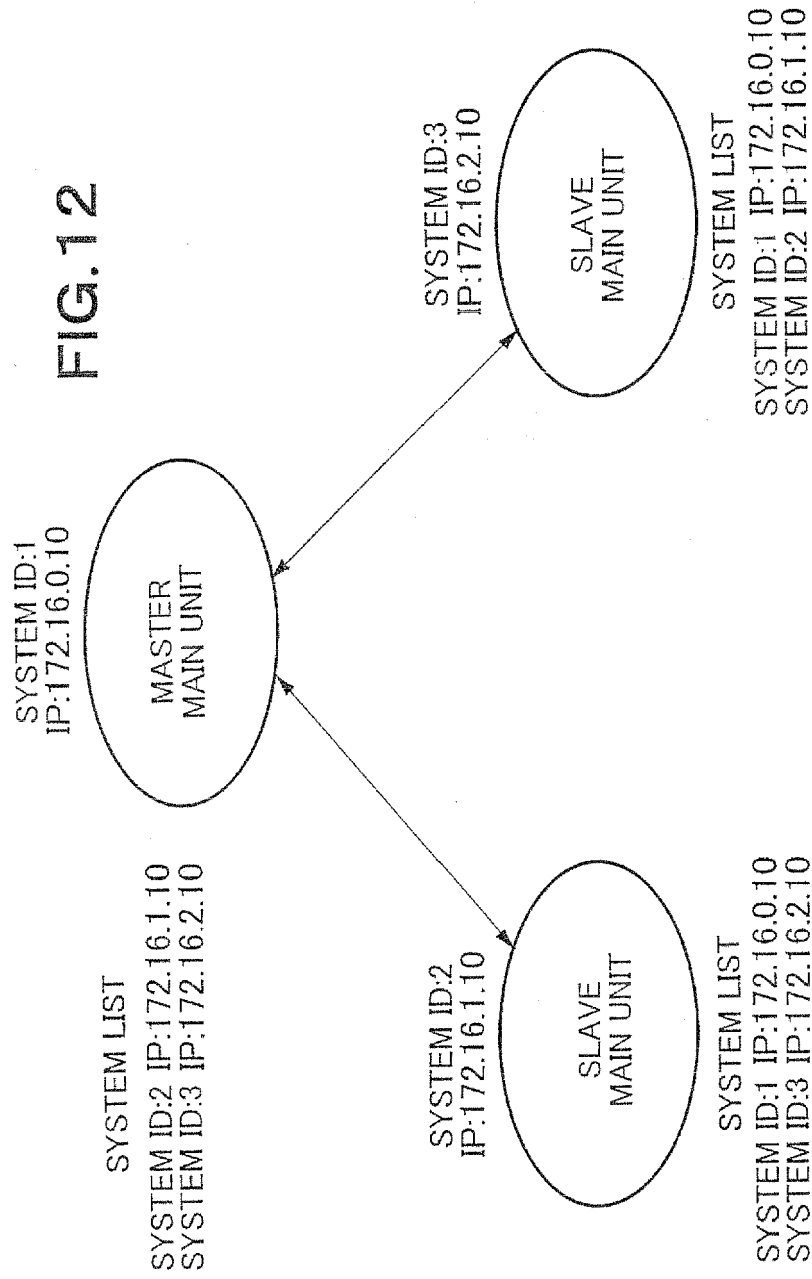 FIG.12
SYSTEM ID:1
IP:172.16.0.10
MASTER
MAIN UNIT
SYSTEM LIST
SYSTEM ID:2 IP:172.16.1.10
SYSTEM ID:3 IP:172.16.2.10
SYSTEM ID:2
IP:172.16.1.10
SLAVE
MAIN UNIT
SYSTEM LIST
SYSTEM ID:1 IP:172.16.0.10
SYSTEM ID:3 IP:172.16.2.10
SYSTEM ID:3
IP:172.16.2.10
SLAVE
MAIN UNIT
SYSTEM LIST
SYSTEM ID:1 IP:172.16.0.10
SYSTEM ID:2 IP:172.16.1.10